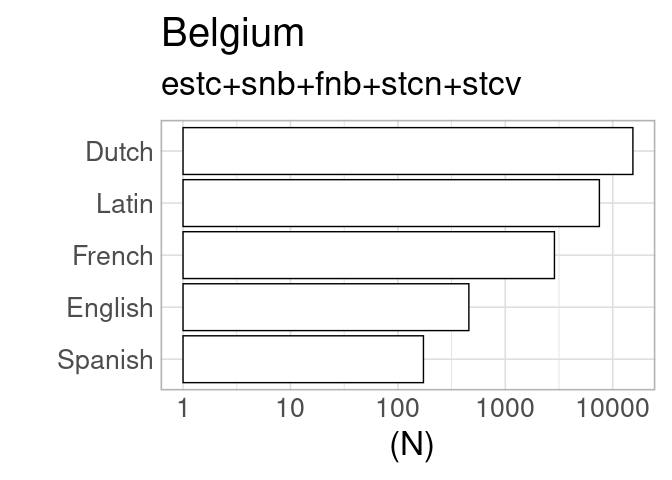 Belgium
estc+snb+fnb+stcn+stcv
Dutch
Latin
French
English
Spanish
1 10 100 1000 10000
(N)